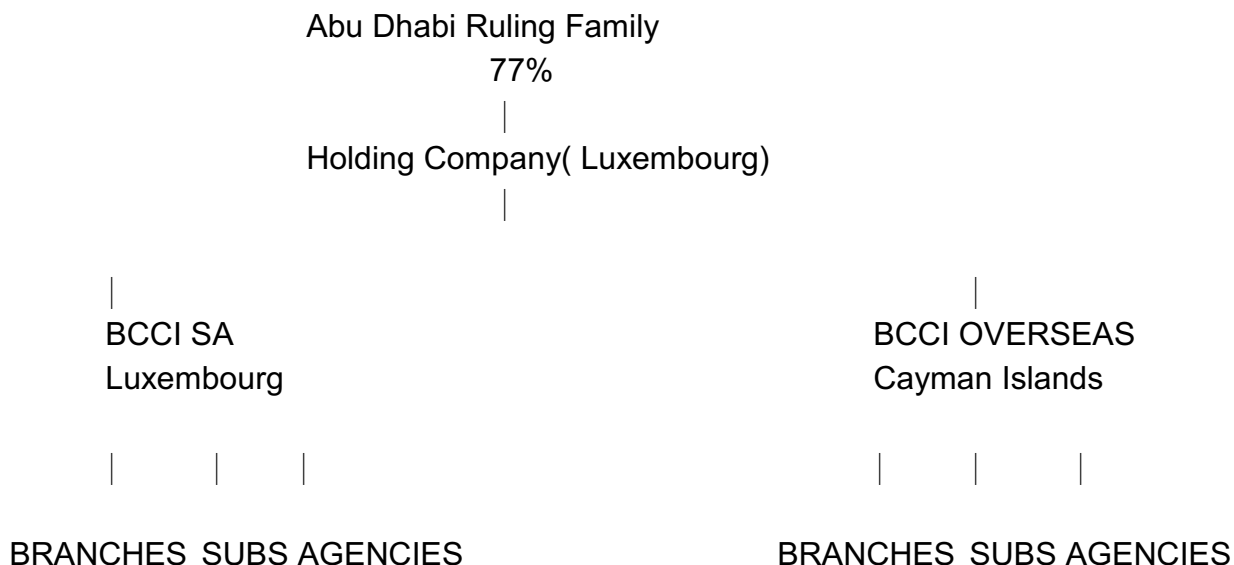 Abu Dhabi Ruling Family
77%
Holding Company( Luxembourg)
BCCI SA BCCI OVERSEAS
Luxembourg Cayman Islands
BRANCHES SUBS AGENCIES BRANCHES SUBS AGENCIES